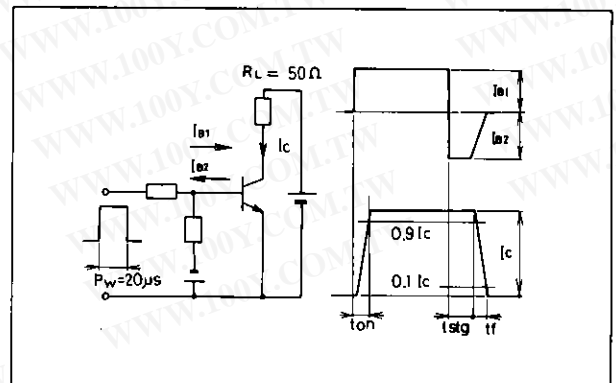 RL = 50Ω
IB1
IB2
Ic
Pw=20μs
IB1
IB2
0.9 Ic
0.1 Ic
Ic
ton
tstg
tf
WWW.100Y.COM.TW